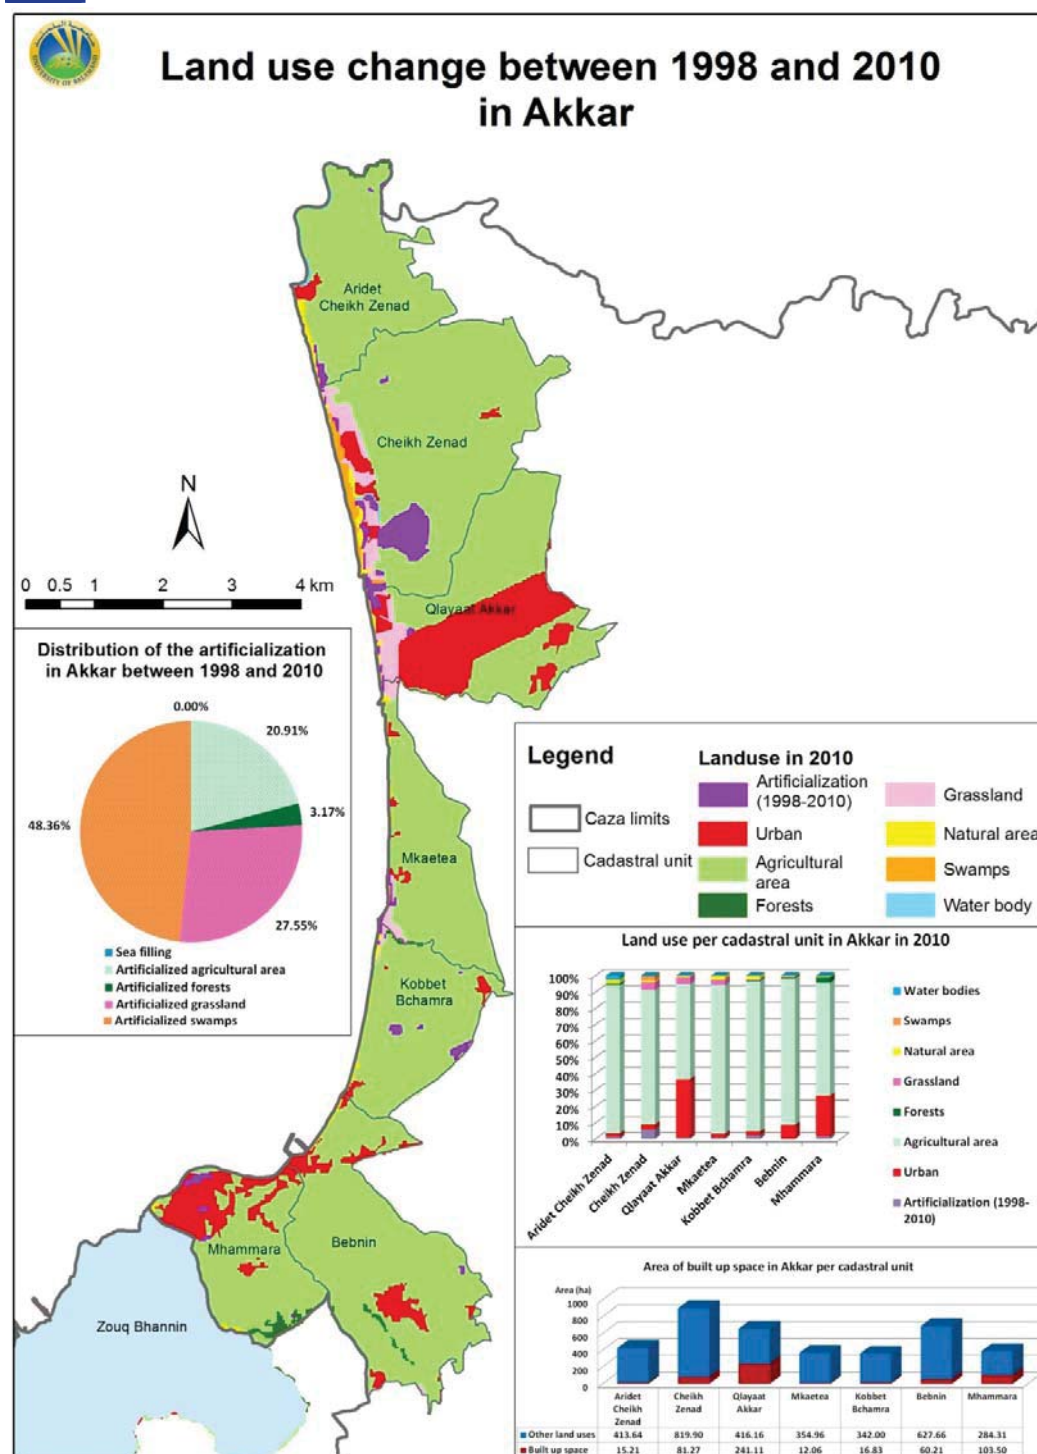 Land use change between 1998 and 2010
in Akkar
UNIVERSITY OF BALAMAND
Aridet
Cheikh Zenad
Cheikh Zenad
N
0 0.5 1 2 3 4 km
Qlayaat Akkar
Distribution of the artificialization
in Akkar between 1998 and 2010
0.00%
20.91%
3.17%
48.36%
27.55%
Sea filling
Artificialized agricultural area
Artificialized forests
Artificialized grassland
Artificialized swamps
Mkaetea
Kobbet
Bchamra
Mhammara
Bebnin
Zouq Bhannin
Legend
Caza limits
Cadastral unit
Landuse in 2010
Artificialization
(1998-2010)
Urban
Agricultural
area
Forests
Grassland
Natural area
Swamps
Water body
Land use per cadastral unit in Akkar in 2010
100%
90%
80%
70%
60%
50%
40%
30%
20%
10%
0%
Aridet Cheikh Zenad
Cheikh Zenad
Qlayaat Akkar
Mkaetea
Kobbet Bchamra
Bebnin
Mhammara
Water bodies
Swamps
Natural area
Grassland
Forests
Agricultural area
Urban
Artificialization (1998-
2010)
Area of built up space in Akkar per cadastral unit
Area (ha)
1000
800
600
400
200
0
Aridet Cheikh Zenad Cheikh Zenad Qlayaat Akkar Mkaetea Kobbet Bchamra Bebnin Mhammara
Other land uses 413.64 819.90 416.16 354.96 342.00 627.66 284.31
Built up space 15.21 81.27 241.11 12.06 16.83 60.21 103.50